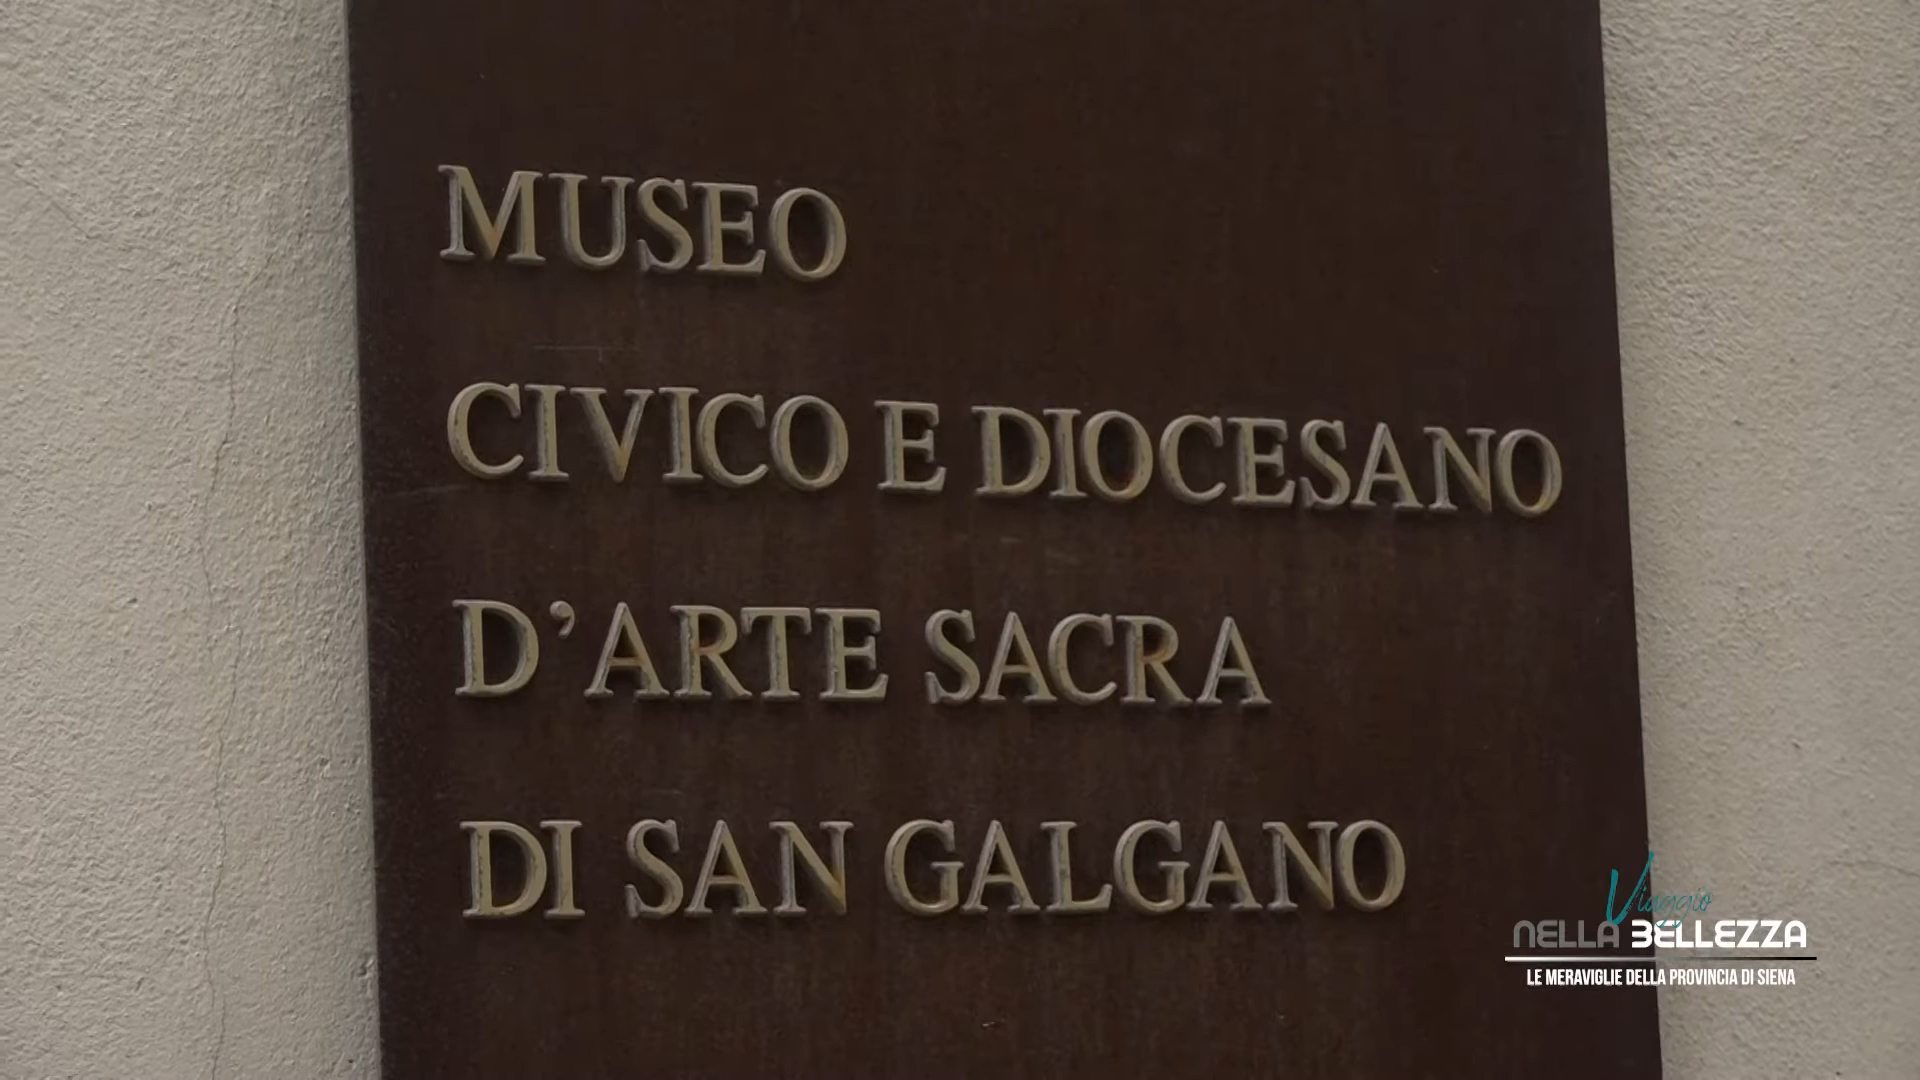 MUSEO
CIVICO E DIOCESANO
D’ARTE SACRA
DI SAN GALGANO
Viaggio
NELLA BELLEZZA
LE MERAVIGLIE DELLA PROVINCIA DI SIENA